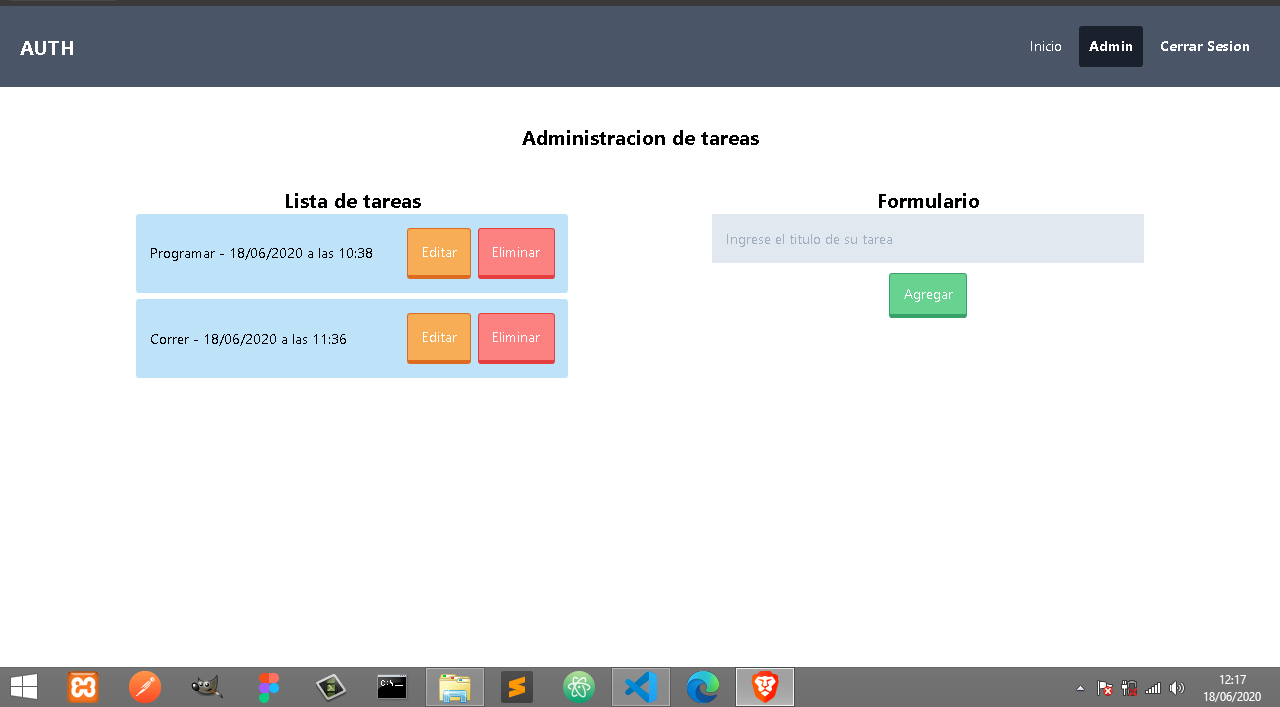 AUTH
Inicio
Admin
Cerrar Sesion
Administracion de tareas
Lista de tareas
Programar - 18/06/2020 a las 10:38
Editar
Eliminar
Correr - 18/06/2020 a las 11:36
Editar
Eliminar
Formulario
Ingrese el titulo de su tarea
Agregar
12:17
18/06/2020